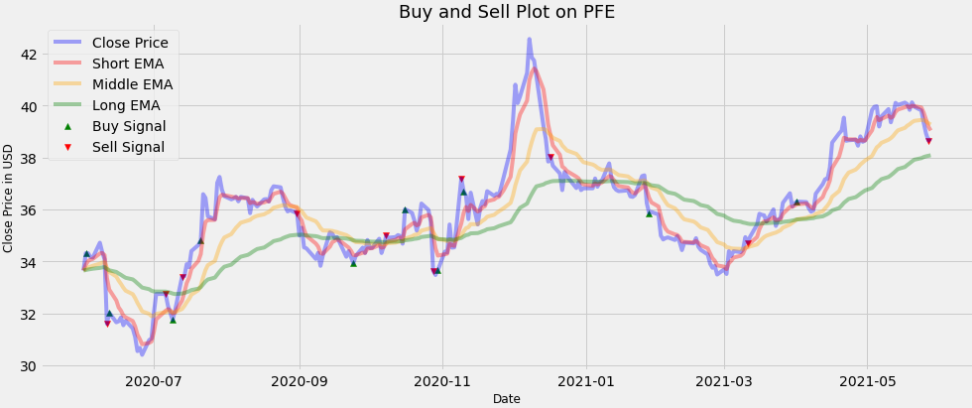 Buy and Sell Plot on PFE
Close Price
Short EMA
Middle EMA
Long EMA
Buy Signal
Sell Signal
Close Price in USD
42
40
38
36
34
32
30
2020-07
2020-09
2020-11
2021-01
2021-03
2021-05
Date